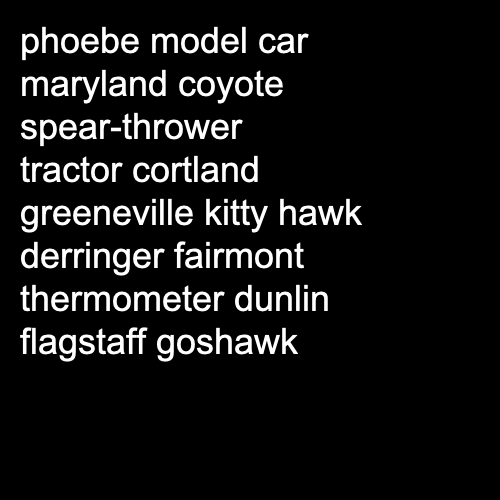 phoebe model car
maryland coyote
spear-thrower
tractor cortland
greeneville kitty hawk
derringer fairmont
thermometer dunlin
flagstaff goshawk